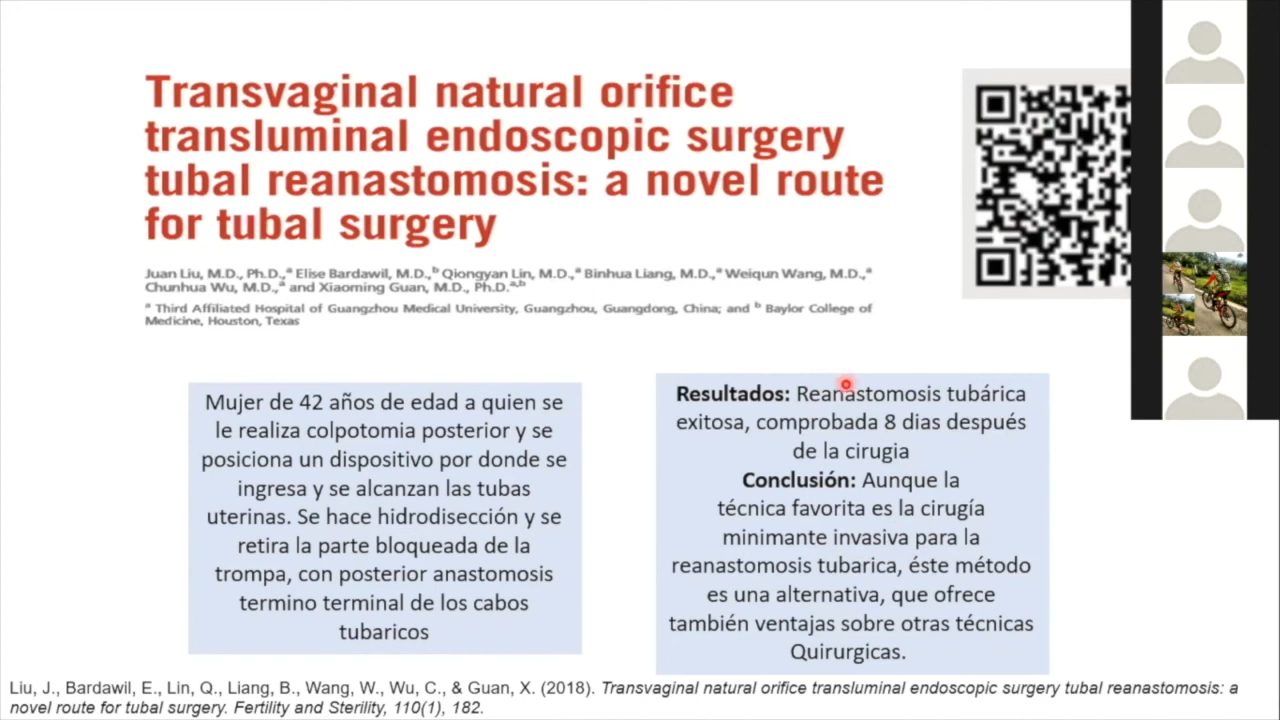 Transvaginal natural orifice
transluminal endoscopic surgery
tubal reanastomosis: a novel route
for tubal surgery
Juan Liu, M.D., Ph.D.,ᵃ Elise Bardawil, M.D.,ᵇ Qiongyan Lin, M.D.,ᵃ Binhua Liang, M.D.,ᵃ Weiqun Wang, M.D.,ᵃ
Chunhua Wu, M.D.,ᵃ and Xiaoming Guan, M.D., Ph.D.ᵃ,ᵇ
ᵃ Third Affiliated Hospital of Guangzhou Medical University, Guangzhou, Guangdong, China; and ᵇ Baylor College of
Medicine, Houston, Texas
Mujer de 42 años de edad a quien se
le realiza colpotomia posterior y se
posiciona un dispositivo por donde se
ingresa y se alcanzan las tubas
uterinas. Se hace hidrodisección y se
retira la parte bloqueada de la
trompa, con posterior anastomosis
termino terminal de los cabos
tubaricos
Resultados: Reanastomosis tubárica
exitosa, comprobada 8 dias después
de la cirugia
Conclusión: Aunque la
técnica favorita es la cirugía
minimante invasiva para la
reanastomosis tubarica, éste método
es una alternativa, que ofrece
también ventajas sobre otras técnicas
Quirurgicas.
Liu, J., Bardawil, E., Lin, Q., Liang, B., Wang, W., Wu, C., & Guan, X. (2018). Transvaginal natural orifice transluminal endoscopic surgery tubal reanastomosis: a
novel route for tubal surgery. Fertility and Sterility, 110(1), 182.